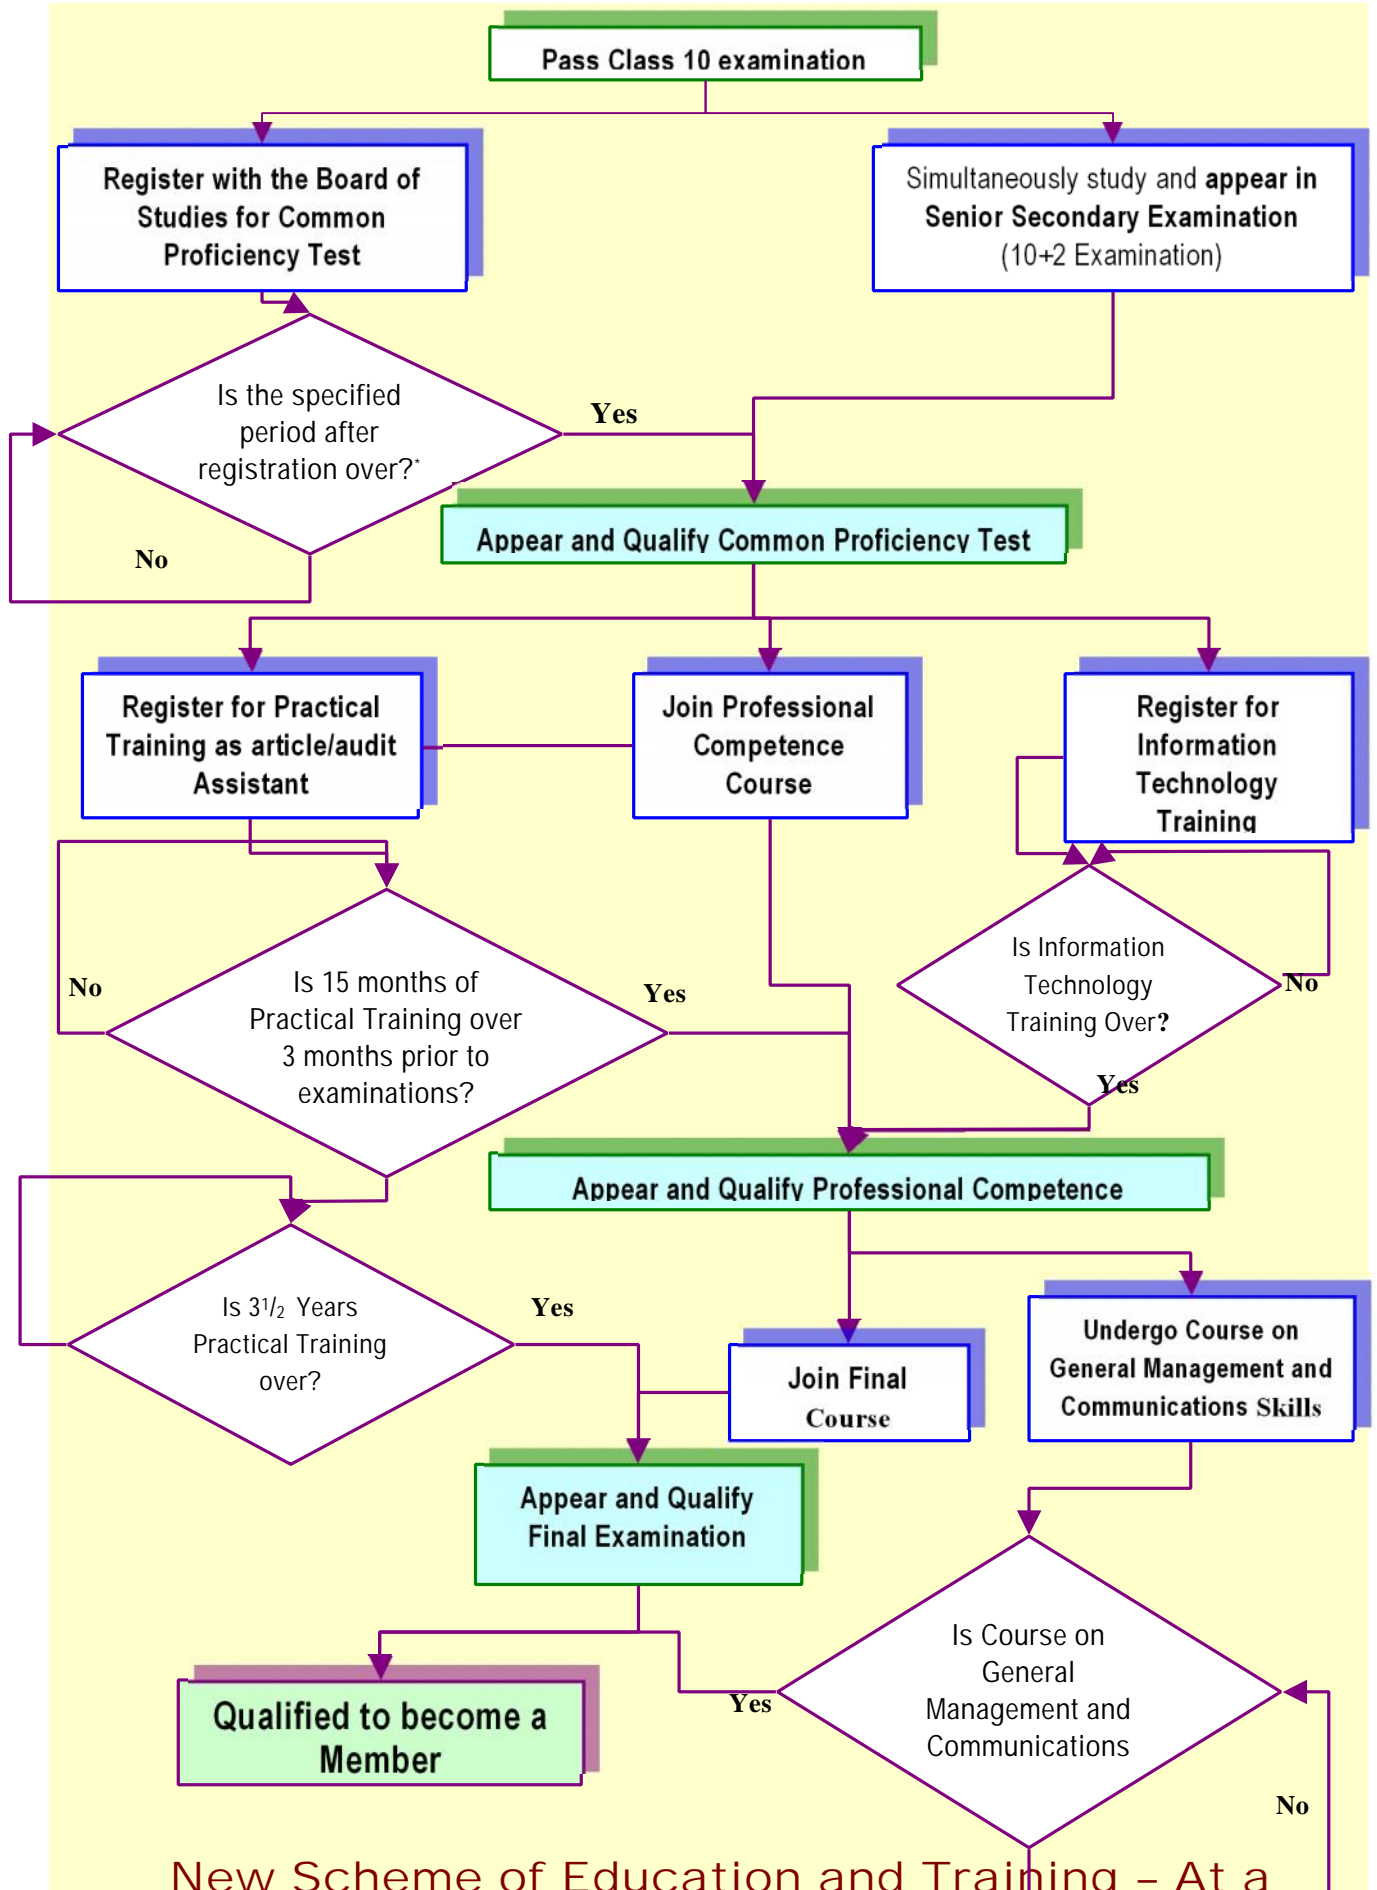 Pass Class 10 examination
Register with the Board of
Studies for Common
Proficiency Test
Simultaneously study and appear in
Senior Secondary Examination
(10+2 Examination)
Is the specified
period after
registration over?*
Yes
No
Appear and Qualify Common Proficiency Test
Register for Practical
Training as article/audit
Assistant
Join Professional
Competence
Course
Register for
Information
Technology
Training
Is Information
Technology
Training Over?
No
Yes
Is 15 months of
Practical Training over
3 months prior to
examinations?
No
Yes
Appear and Qualify Professional Competence
Is 3 1/2 Years
Practical Training
over?
Yes
Join Final
Course
Undergo Course on
General Management and
Communications Skills
Appear and Qualify
Final Examination
Is Course on
General
Management and
Communications
Yes
No
Qualified to become a
Member
New Scheme of Education and Training – At a